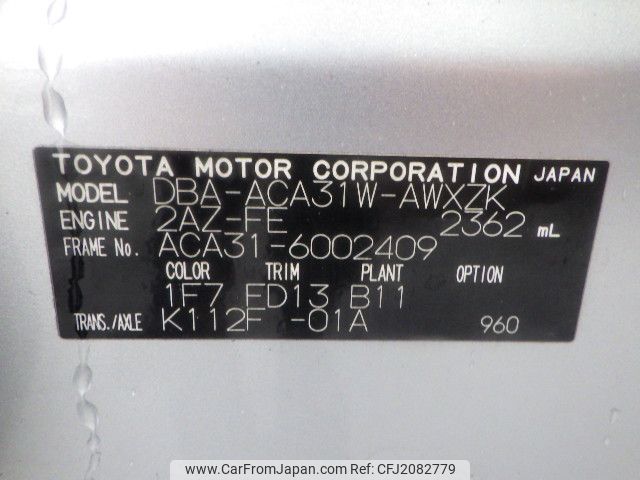 TOYOTA MOTOR CORPORATION JAPAN
MODEL DBA-ACA31W-AWXZK
ENGINE 2AZ-FE 2362 mL
FRAME No. ACA31-6002409
COLOR TRIM PLANT OPTION
1F7 FD13 B11
TRANS./AXLE K112F -01A 960
www.CarFromJapan.com ★ CFJ2082779